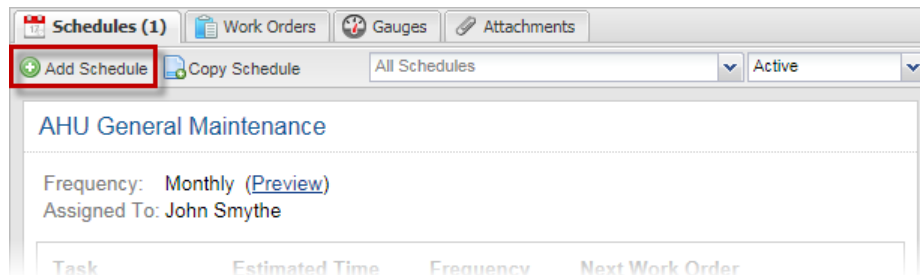 Schedules (1) Work Orders Gauges Attachments
Add Schedule Copy Schedule All Schedules Active
AHU General Maintenance
Frequency: Monthly (Preview)
Assigned To: John Smythe
Task Estimated Time Frequency Next Work Order